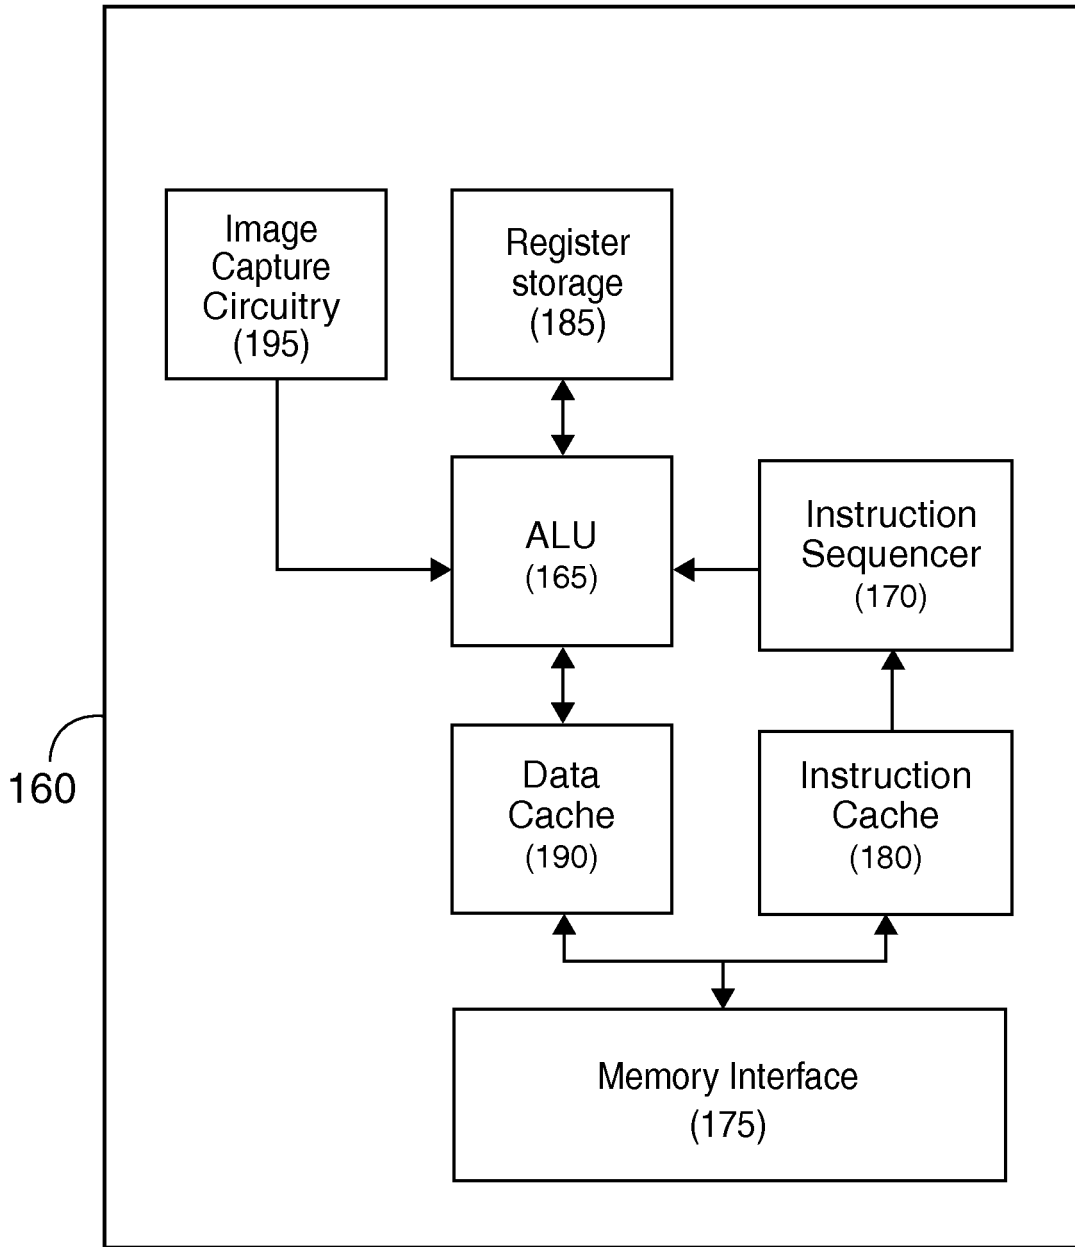 Image
Capture
Circuitry
(195)
Register
storage
(185)
ALU
(165)
Instruction
Sequencer
(170)
Data
Cache
(190)
Instruction
Cache
(180)
160
Memory Interface
(175)